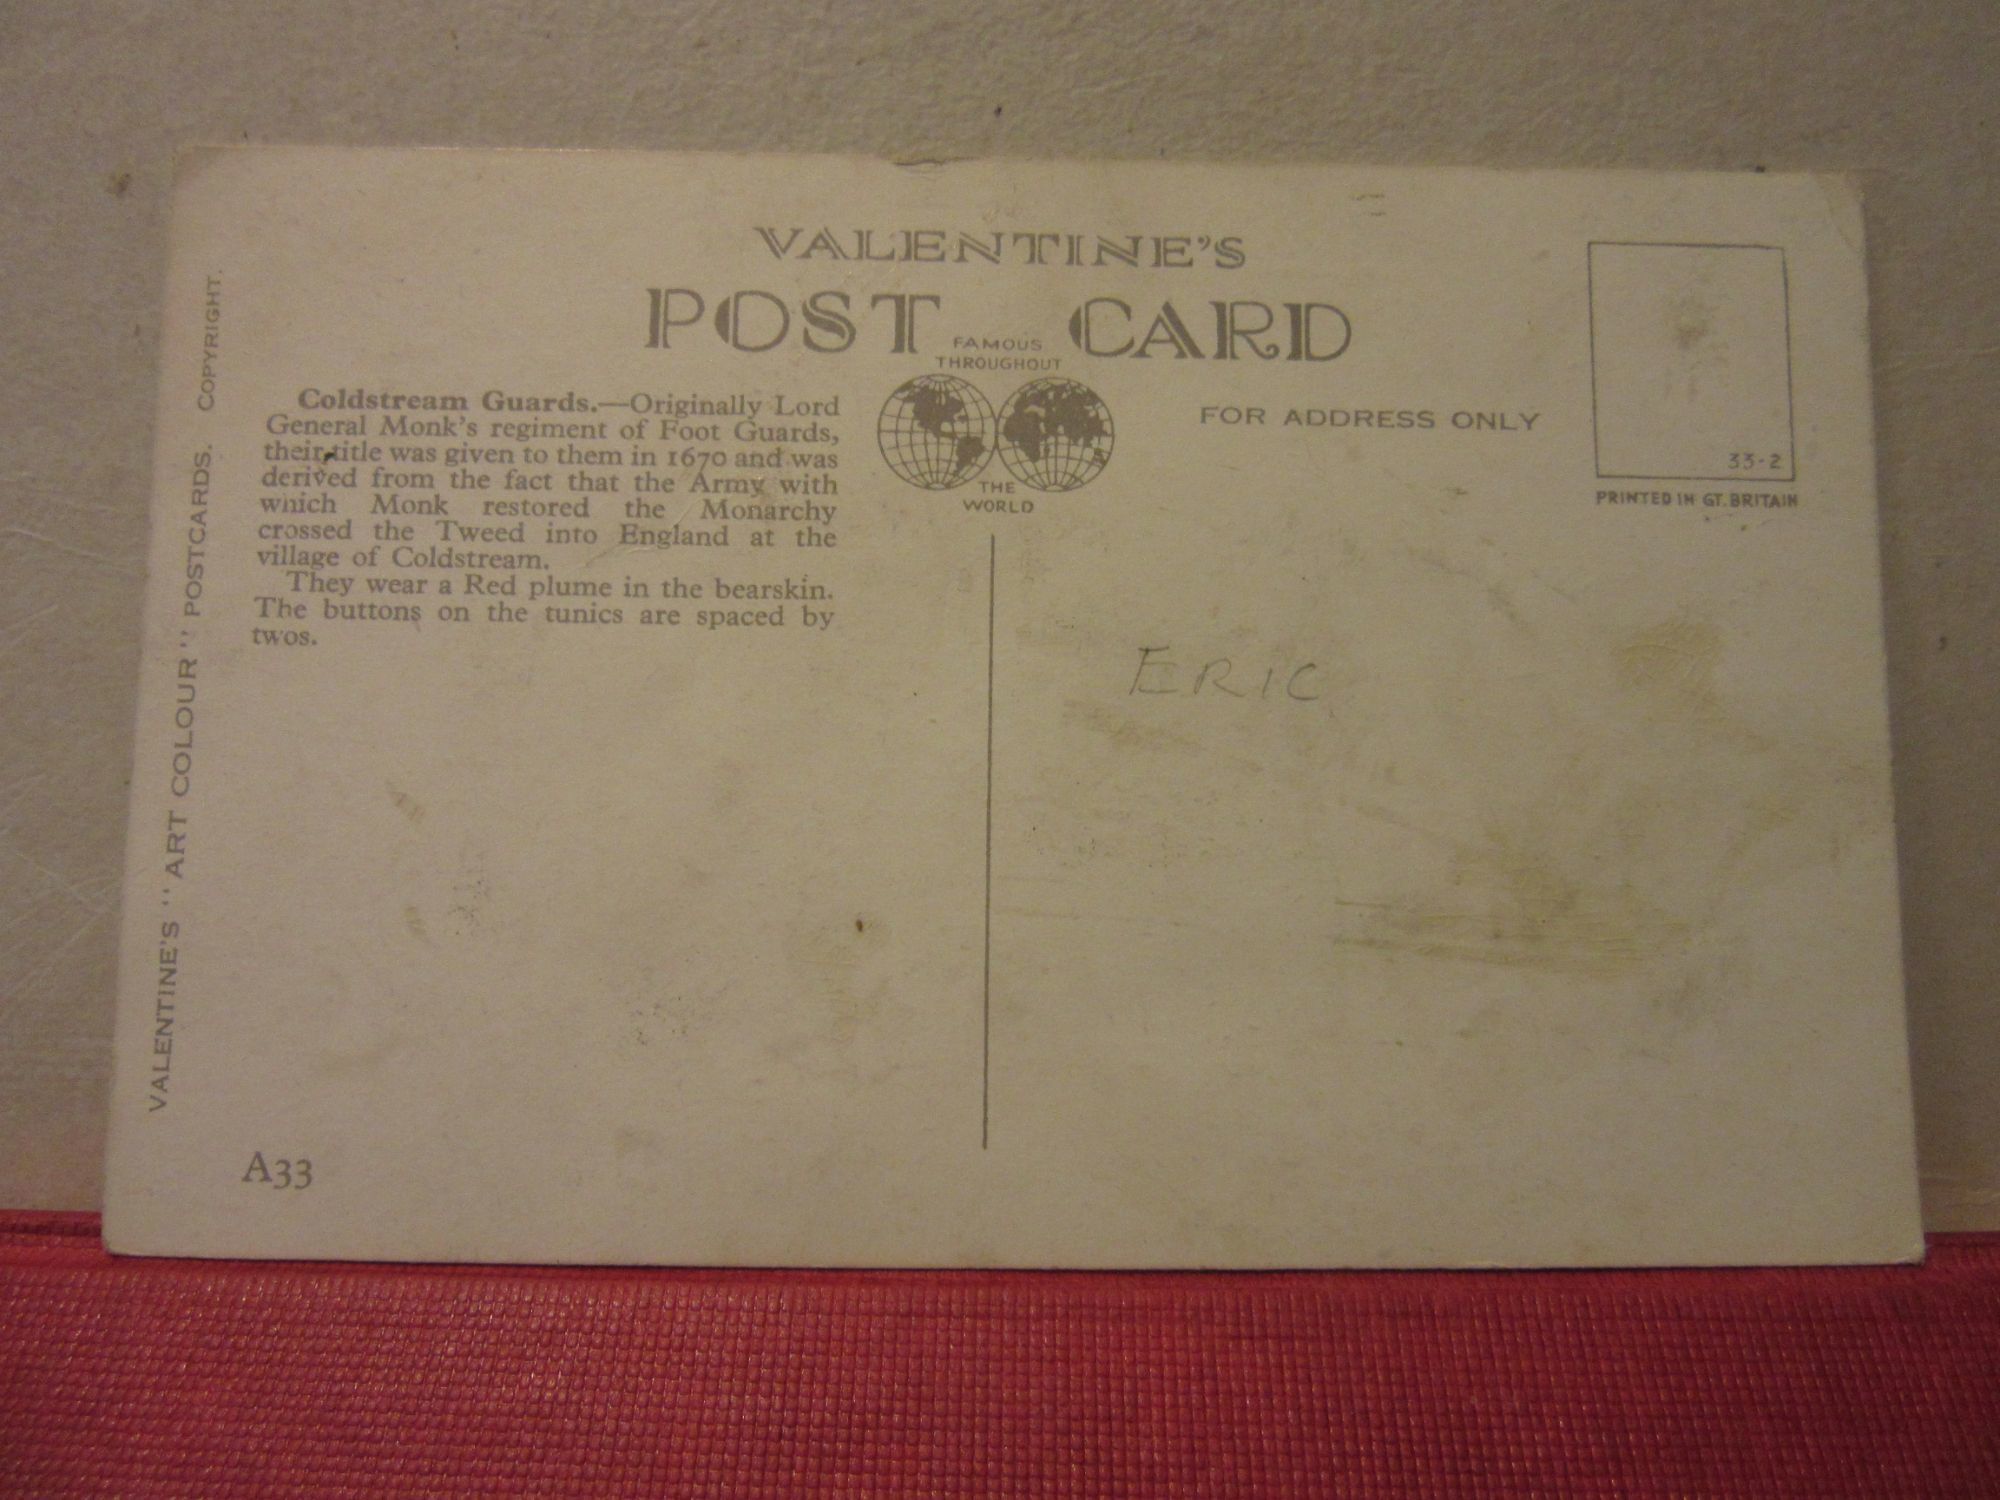 VALENTINE'S
POST CARD
FAMOUS
THROUGHOUT
THE
WORLD
FOR ADDRESS ONLY
33-2
PRINTED IN GT. BRITAIN
VALENTINE'S "ART COLOUR" POSTCARDS. COPYRIGHT.
Coldstream Guards.—Originally Lord
General Monk's regiment of Foot Guards,
their title was given to them in 1670 and was
derived from the fact that the Army with
which Monk restored the Monarchy
crossed the Tweed into England at the
village of Coldstream.
They wear a Red plume in the bearskin.
The buttons on the tunics are spaced by
twos.
ERIC
A33